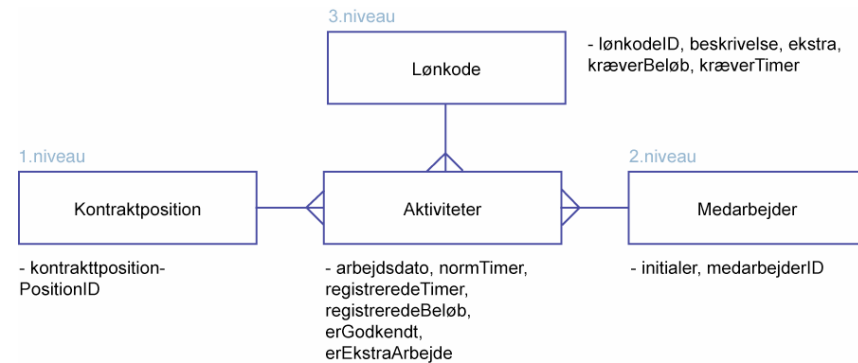 3.niveau
Lønkode
- lønkodeID, beskrivelse, ekstra,
kræverBeløb, kræverTimer
1.niveau
Kontraktposition
- kontrakttposition-
PositionID
Aktiviteter
- arbejdsdato, normTimer,
registreredeTimer,
registreredeBeløb,
erGodkendt,
erEkstraArbejde
2.niveau
Medarbejder
- initialer, medarbejderID